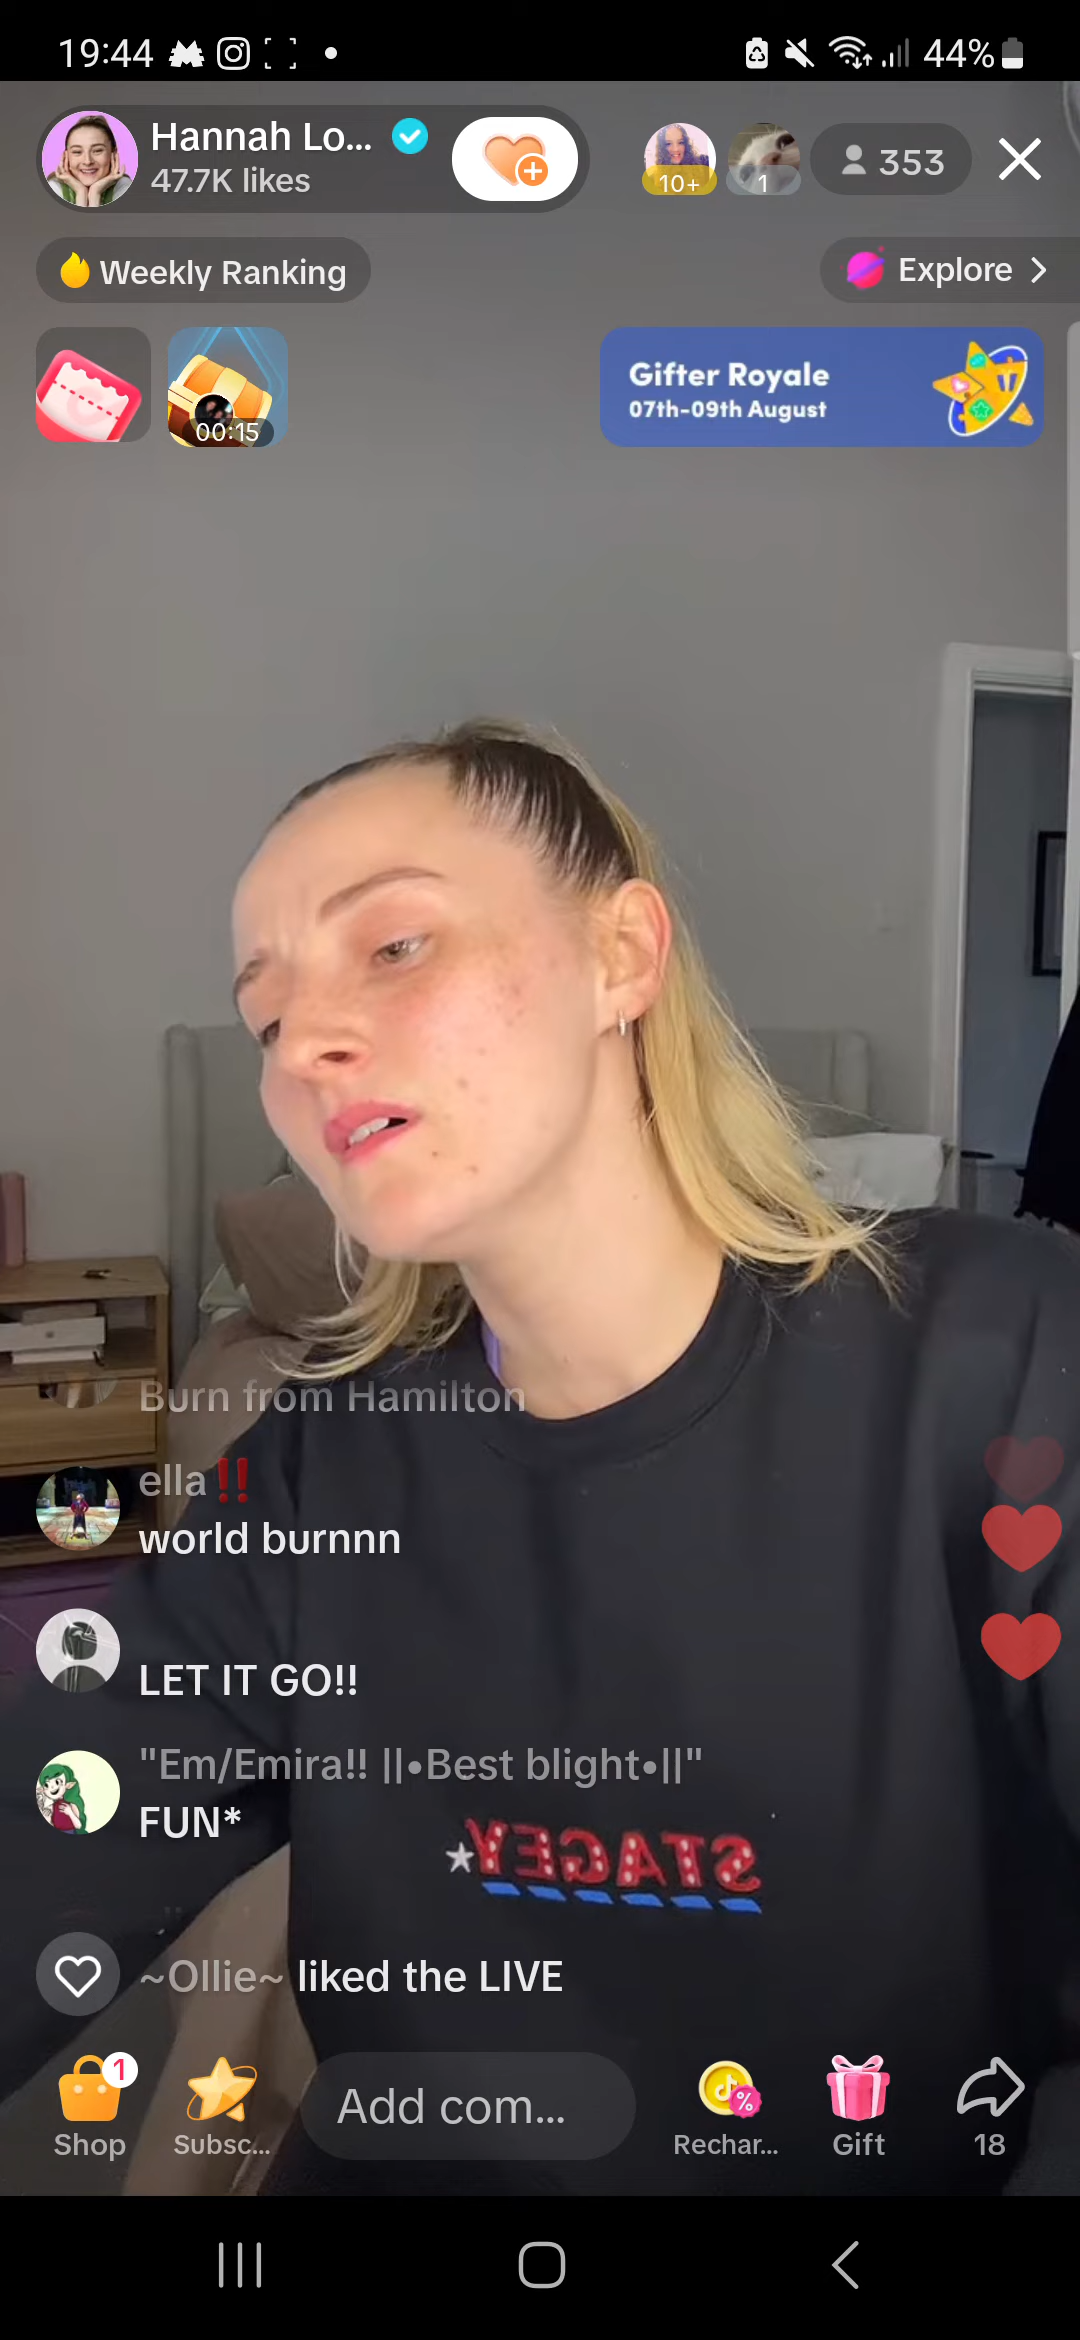 19:44
44%
Hannah Lo...
47.7K likes
10+
1
353
Weekly Ranking
Explore
00:15
Gifter Royale
07th-09th August
Burn from Hamilton
ella‼️
world burnnn
LET IT GO!!
"Em/Emira!! ||•Best blight•||"
FUN*
STAGEY
~Ollie~ liked the LIVE
1
Shop
Subsc...
Add com...
%
Rechar...
Gift
18